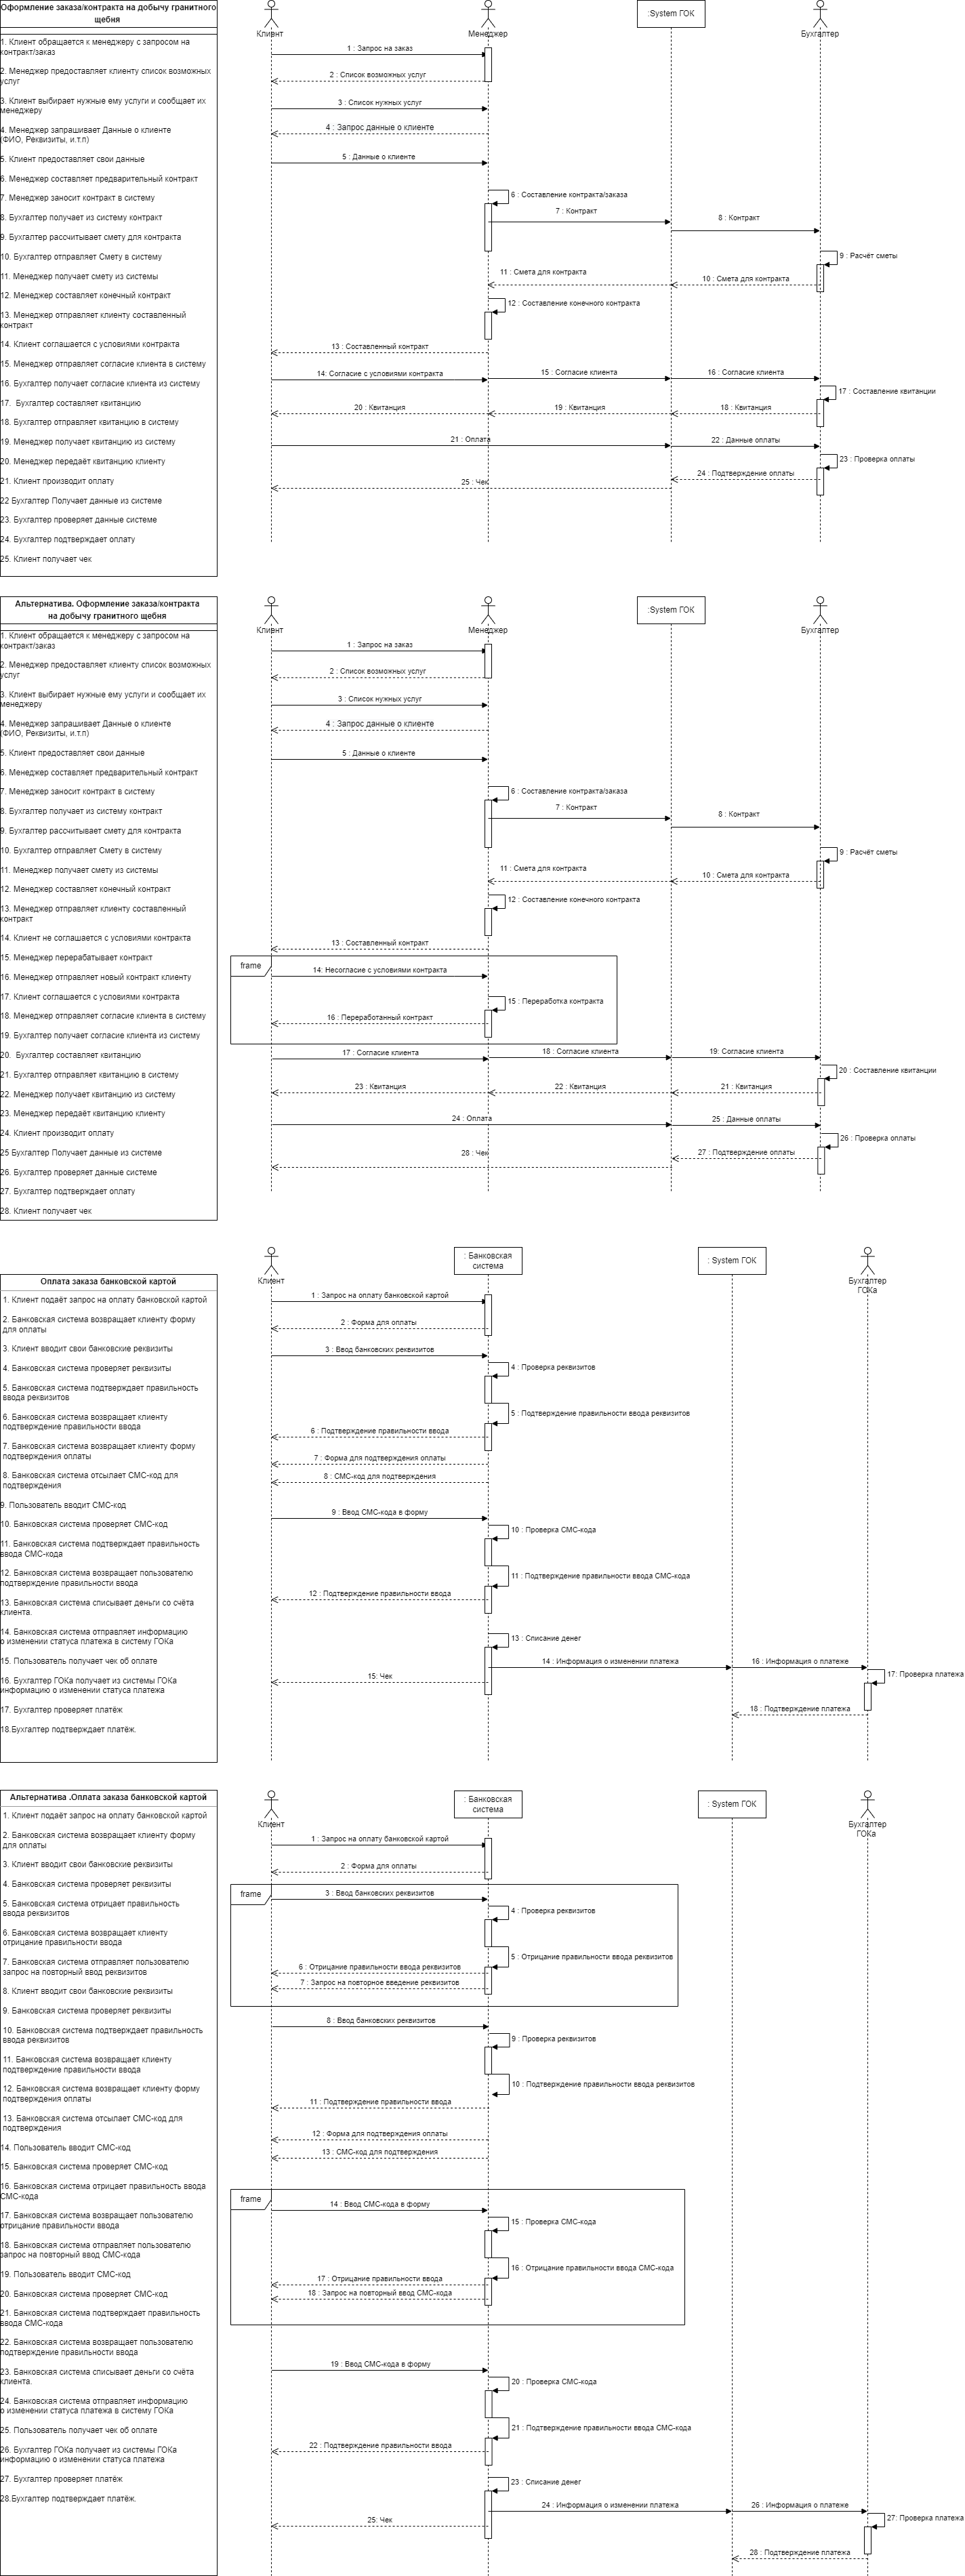 Оформление заказа/контракта на добычу гранитного
щебня
1. Клиент обращается к менеджеру с запросом на
контракт/заказ
2. Менеджер предоставляет клиенту список возможных
услуг
3. Клиент выбирает нужные ему услуги и сообщает их
менеджеру
4. Менеджер запрашивает Данные о клиенте
(ФИО, Реквизиты, и.т.п)
5. Клиент предоставляет свои данные
6. Менеджер составляет предварительный контракт
7. Менеджер заносит контракт в систему
8. Бухгалтер получает из систему контракт
9. Бухгалтер рассчитывает смету для контракта
10. Бухгалтер отправляет Смету в систему
11. Менеджер получает смету из системы
12. Менеджер составляет конечный контракт
13. Менеджер отправляет клиенту составленный
контракт
14. Клиент соглашается с условиями контракта
15. Менеджер отправляет согласие клиента в систему
16. Бухгалтер получает согласие клиента из систему
17. Бухгалтер составляет квитанцию
18. Бухгалтер отправляет квитанцию в систему
19. Менеджер получает квитанцию из систему
20. Менеджер передаёт квитанцию клиенту
21. Клиент производит оплату
22 Бухгалтер Получает данные из системе
23. Бухгалтер проверяет данные системе
24. Бухгалтер подтверждает оплату
25. Клиент получает чек
Клиент
Менеджер
:System ГОК
Бухгалтер
1 : Запрос на заказ
2 : Список возможных услуг
3 : Список нужных услуг
4 : Запрос данные о клиенте
5 : Данные о клиенте
6 : Составление контракта/заказа
7 : Контракт
8 : Контракт
9 : Расчёт сметы
10 : Смета для контракта
11 : Смета для контракта
12 : Составление конечного контракта
13 : Составленный контракт
14: Согласие с условиями контракта
15 : Согласие клиента
16 : Согласие клиента
17 : Составление квитанции
18 : Квитанция
19 : Квитанция
20 : Квитанция
21 : Оплата
22 : Данные оплаты
23 : Проверка оплаты
24 : Подтверждение оплаты
25 : Чек
Альтернатива. Оформление заказа/контракта
на добычу гранитного щебня
1. Клиент обращается к менеджеру с запросом на
контракт/заказ
2. Менеджер предоставляет клиенту список возможных
услуг
3. Клиент выбирает нужные ему услуги и сообщает их
менеджеру
4. Менеджер запрашивает Данные о клиенте
(ФИО, Реквизиты, и.т.п)
5. Клиент предоставляет свои данные
6. Менеджер составляет предварительный контракт
7. Менеджер заносит контракт в систему
8. Бухгалтер получает из систему контракт
9. Бухгалтер рассчитывает смету для контракта
10. Бухгалтер отправляет Смету в систему
11. Менеджер получает смету из системы
12. Менеджер составляет конечный контракт
13. Менеджер отправляет клиенту составленный
контракт
14. Клиент не соглашается с условиями контракта
15. Менеджер перерабатывает контракт
16. Менеджер отправляет новый контракт клиенту
17. Клиент соглашается с условиями контракта
18. Менеджер отправляет согласие клиента в систему
19. Бухгалтер получает согласие клиента из систему
20. Бухгалтер составляет квитанцию
21. Бухгалтер отправляет квитанцию в систему
22. Менеджер получает квитанцию из систему
23. Менеджер передаёт квитанцию клиенту
24. Клиент производит оплату
25 Бухгалтер Получает данные из системе
26. Бухгалтер проверяет данные системе
27. Бухгалтер подтверждает оплату
28. Клиент получает чек
Клиент
Менеджер
:System ГОК
Бухгалтер
1 : Запрос на заказ
2 : Список возможных услуг
3 : Список нужных услуг
4 : Запрос данные о клиенте
5 : Данные о клиенте
6 : Составление контракта/заказа
7 : Контракт
8 : Контракт
9 : Расчёт сметы
10 : Смета для контракта
11 : Смета для контракта
12 : Составление конечного контракта
13 : Составленный контракт
frame
14: Несогласие с условиями контракта
15 : Переработка контракта
16 : Переработанный контракт
17 : Согласие клиента
18 : Согласие клиента
19: Согласие клиента
20 : Составление квитанции
21 : Квитанция
22 : Квитанция
23 : Квитанция
24 : Оплата
25 : Данные оплаты
26 : Проверка оплаты
27 : Подтверждение оплаты
28 : Чек
Оплата заказа банковской картой
1. Клиент подаёт запрос на оплату банковской картой
2. Банковская система возвращает клиенту форму
для оплаты
3. Клиент вводит свои банковские реквизиты
4. Банковская система проверяет реквизиты
5. Банковская система подтверждает правильность
ввода реквизитов
6. Банковская система возвращает клиенту
подтверждение правильности ввода
7. Банковская система возвращает клиенту форму
подтверждения оплаты
8. Банковская система отсылает СМС-код для
подтверждения
9. Пользователь вводит СМС-код
10. Банковская система проверяет СМС-код
11. Банковская система подтверждает правильность
ввода СМС-кода
12. Банковская система возвращает пользователю
подтверждение правильности ввода
13. Банковская система списывает деньги со счёта
клиента.
14. Банковская система отправляет информацию
о изменении статуса платежа в систему ГОКа
15. Пользователь получает чек об оплате
16. Бухгалтер ГОКа получает из системы ГОКа
информацию о изменении статуса платежа
17. Бухгалтер проверяет платёж
18.Бухгалтер подтверждает платёж.
Клиент
: Банковская
система
: System ГОК
Бухгалтер
ГОКа
1 : Запрос на оплату банковской картой
2 : Форма для оплаты
3 : Ввод банковских реквизитов
4 : Проверка реквизитов
5 : Подтверждение правильности ввода реквизитов
6 : Подтверждение правильности ввода
7 : Форма для подтверждения оплаты
8 : СМС-код для подтверждения
9 : Ввод СМС-кода в форму
10 : Проверка СМС-кода
11 : Подтверждение правильности ввода СМС-кода
12 : Подтверждение правильности ввода
13 : Списание денег
14 : Информация о изменении платежа
16 : Информация о платеже
15: Чек
17: Проверка платежа
18 : Подтверждение платежа
Альтернатива .Оплата заказа банковской картой
1. Клиент подаёт запрос на оплату банковской картой
2. Банковская система возвращает клиенту форму
для оплаты
3. Клиент вводит свои банковские реквизиты
4. Банковская система проверяет реквизиты
5. Банковская система отрицает правильность
ввода реквизитов
6. Банковская система возвращает клиенту
отрицание правильности ввода
7. Банковская система отправляет пользователю
запрос на повторный ввод реквизитов
8. Клиент вводит свои банковские реквизиты
9. Банковская система проверяет реквизиты
10. Банковская система подтверждает правильность
ввода реквизитов
11. Банковская система возвращает клиенту
подтверждение правильности ввода
12. Банковская система возвращает клиенту форму
подтверждения оплаты
13. Банковская система отсылает СМС-код для
подтверждения
14. Пользователь вводит СМС-код
15. Банковская система проверяет СМС-код
16. Банковская система отрицает правильность ввода
СМС-кода
17. Банковская система возвращает пользователю
отрицание правильности ввода
18. Банковская система отправляет пользователю
запрос на повторный ввод СМС-кода
19. Пользователь вводит СМС-код
20. Банковская система проверяет СМС-код
21. Банковская система подтверждает правильность
ввода СМС-кода
22. Банковская система возвращает пользователю
подтверждение правильности ввода
23. Банковская система списывает деньги со счёта
клиента.
24. Банковская система отправляет информацию
о изменении статуса платежа в систему ГОКа
25. Пользователь получает чек об оплате
26. Бухгалтер ГОКа получает из системы ГОКа
информацию о изменении статуса платежа
27. Бухгалтер проверяет платёж
28.Бухгалтер подтверждает платёж.
Клиент
: Банковская
система
: System ГОК
Бухгалтер
ГОКа
1 : Запрос на оплату банковской картой
2 : Форма для оплаты
frame
3 : Ввод банковских реквизитов
4 : Проверка реквизитов
5 : Отрицание правильности ввода реквизитов
6 : Отрицание правильности ввода реквизитов
7 : Запрос на повторное введение реквизитов
8 : Ввод банковских реквизитов
9 : Проверка реквизитов
10 : Подтверждение правильности ввода реквизитов
11 : Подтверждение правильности ввода
12 : Форма для подтверждения оплаты
13 : СМС-код для подтверждения
frame
14 : Ввод СМС-кода в форму
15 : Проверка СМС-кода
16 : Отрицание правильности ввода СМС-кода
17 : Отрицание правильности ввода
18 : Запрос на повторный ввод СМС-кода
19 : Ввод СМС-кода в форму
20 : Проверка СМС-кода
21 : Подтверждение правильности ввода СМС-кода
22 : Подтверждение правильности ввода
23 : Списание денег
24 : Информация о изменении платежа
26 : Информация о платеже
25: Чек
27: Проверка платежа
28 : Подтверждение платежа